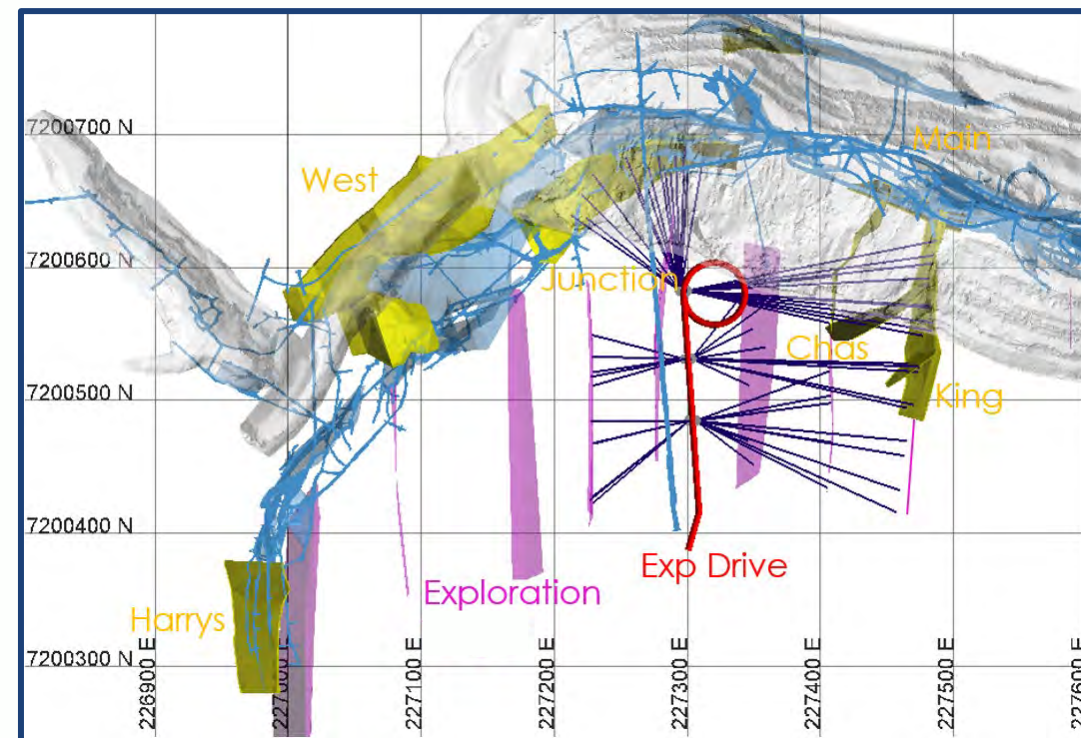 7200700 N
Main
West
7200600 N
Junction
Chas
7200500 N
King
7200400 N
Exp Drive
Exploration
Harrys
7200300 N
226900 E
227000 E
227100 E
227200 E
227300 E
227400 E
227500 E
227600 E